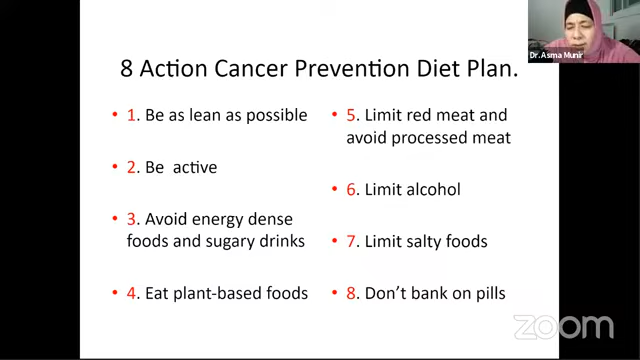 Dr.Asma Munir
8 Action Cancer Prevention Diet Plan.
• 1. Be as lean as possible
• 2. Be active
• 3. Avoid energy dense
foods and sugary drinks
• 4. Eat plant-based foods
• 5. Limit red meat and
avoid processed meat
• 6. Limit alcohol
• 7. Limit salty foods
• 8. Don’t bank on pills
zoom